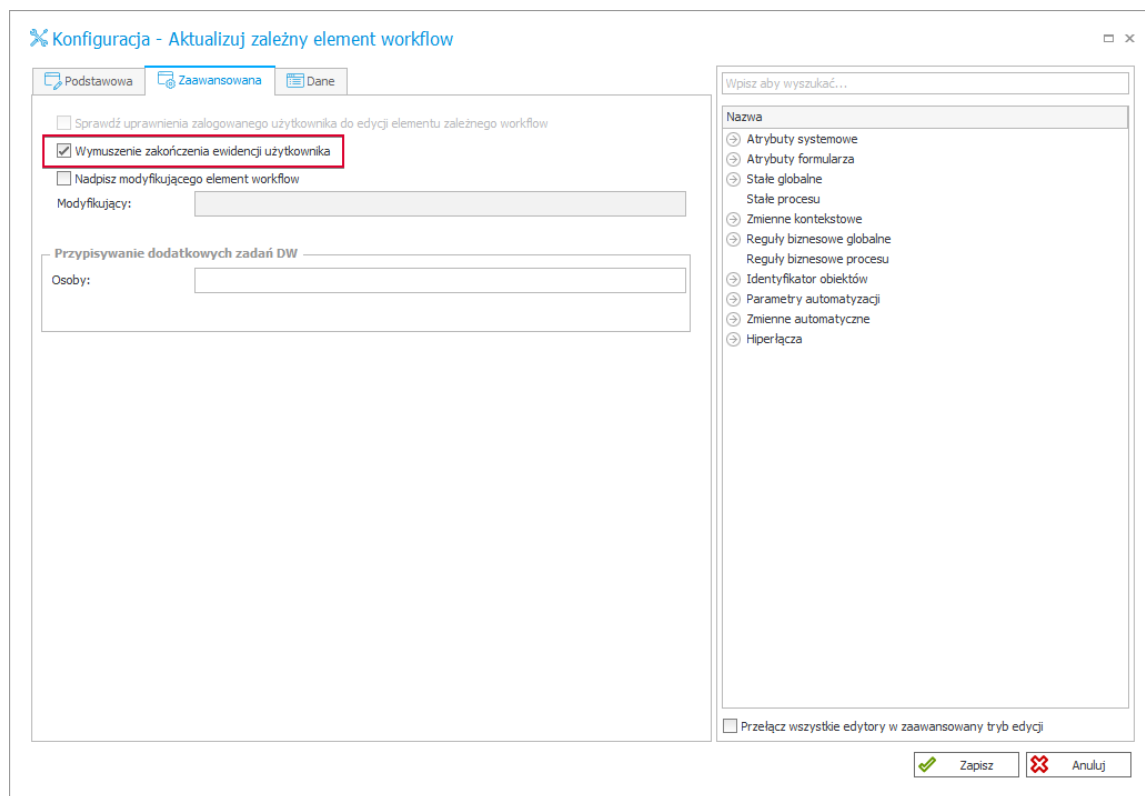 Konfiguracja - Aktualizuj zależny element workflow
Podstawowa
Zaawansowana
Dane
Sprawdź uprawnienia zalogowanego użytkownika do edycji elementu zależnego workflow
Wymuszenie zakończenia ewidencji użytkownika
Nadpisz modyfikującego element workflow
Modyfikujący:
Przypisywanie dodatkowych zadań DW
Osoby:
Wpisz aby wyszukać...
Nazwa
Atrybuty systemowe
Atrybuty formularza
Stałe globalne
Stałe procesu
Zmienne kontekstowe
Reguły biznesowe globalne
Reguły biznesowe procesu
Identyfikator obiektów
Parametry automatyzacji
Zmienne automatyczne
Hiperłącza
Przełącz wszystkie edytory w zaawansowany tryb edycji
Zapisz
Anuluj